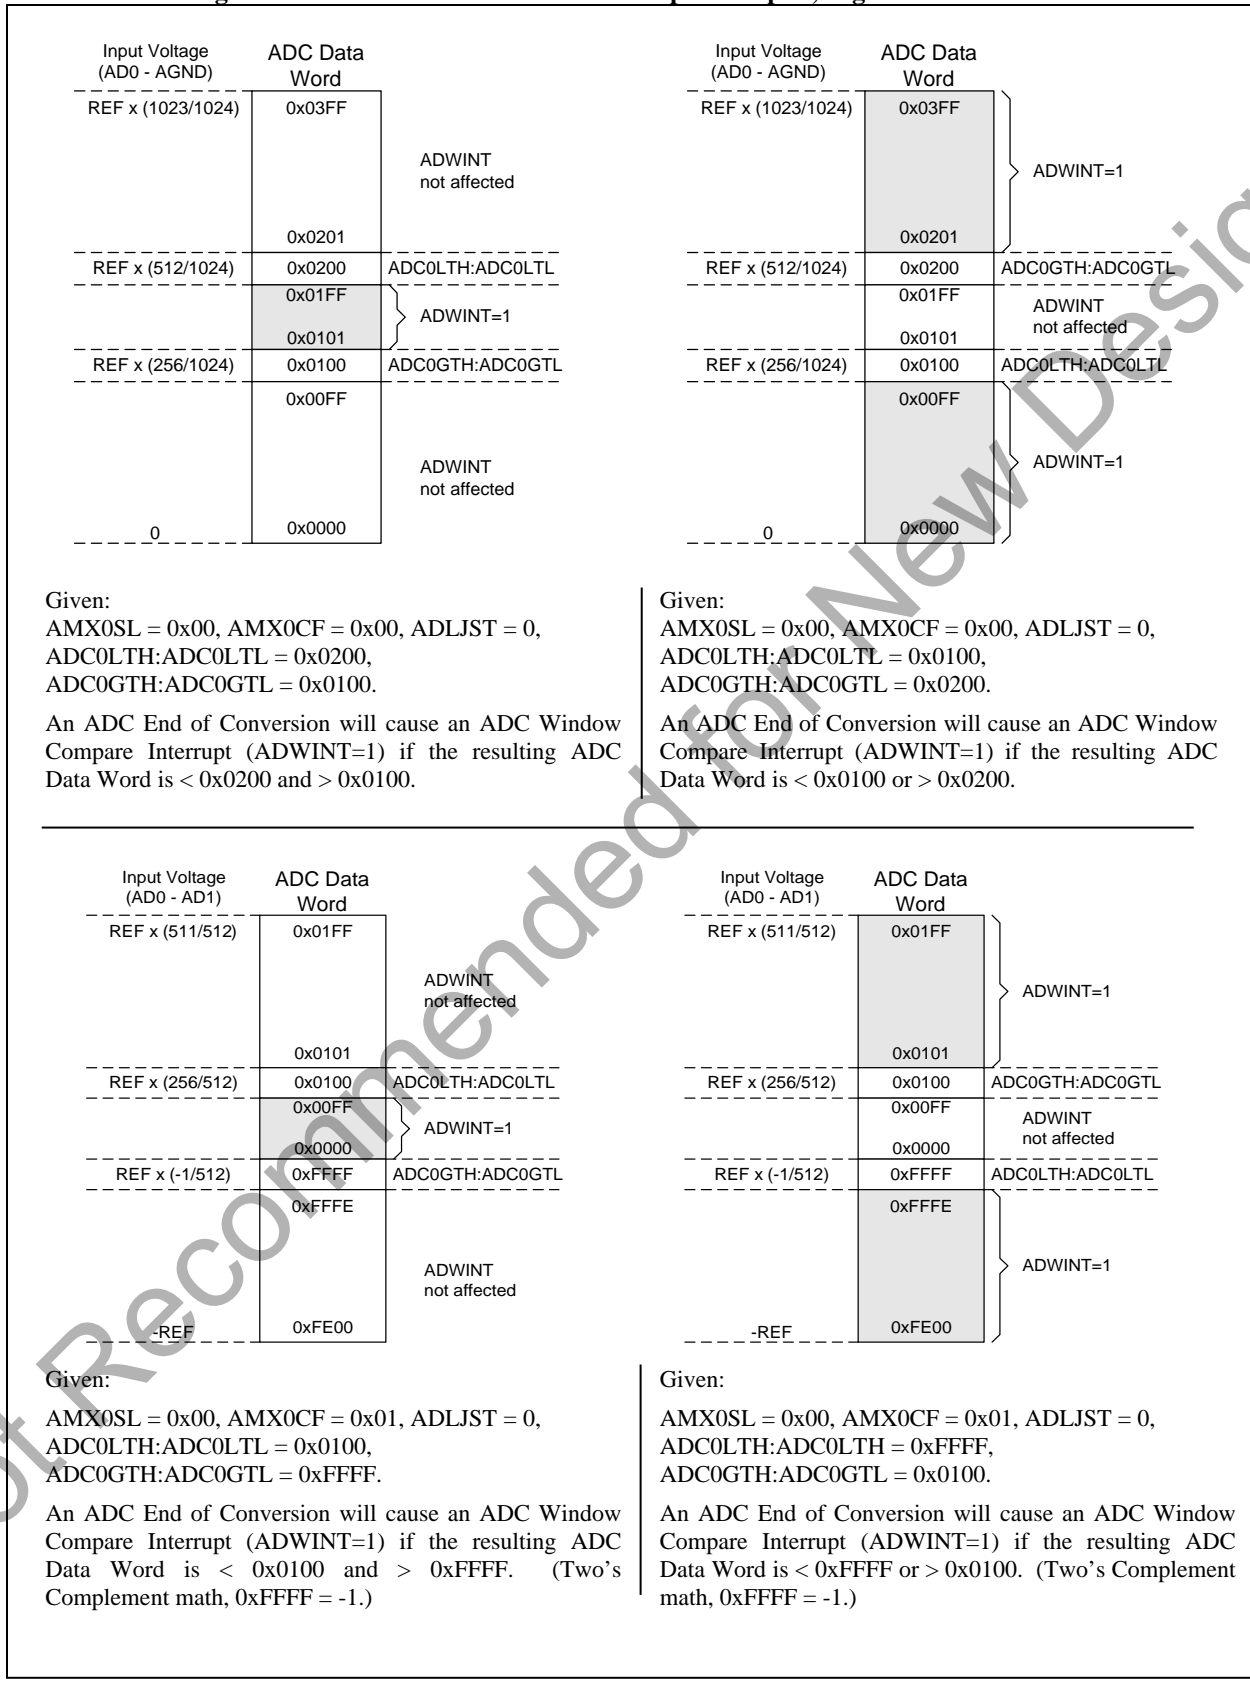 Input Voltage
(AD0 - AGND)
ADC Data
Word
REF x (1023/1024)
0x03FF
ADWINT
not affected
0x0201
REF x (512/1024)
0x0200
ADC0LTH:ADC0LTL
0x01FF
ADWINT=1
0x0101
REF x (256/1024)
0x0100
ADC0GTH:ADC0GTL
0x00FF
ADWINT
not affected
0
0x0000
Given:
AMX0SL = 0x00, AMX0CF = 0x00, ADLJST = 0,
ADC0LTH:ADC0LTL = 0x0200,
ADC0GTH:ADC0GTL = 0x0100.
An ADC End of Conversion will cause an ADC Window
Compare Interrupt (ADWINT=1) if the resulting ADC
Data Word is < 0x0200 and > 0x0100.
Input Voltage
(AD0 - AGND)
ADC Data
Word
REF x (1023/1024)
0x03FF
ADWINT=1
0x0201
REF x (512/1024)
0x0200
ADC0GTH:ADC0GTL
0x01FF
ADWINT
not affected
0x0101
REF x (256/1024)
0x0100
ADC0LTH:ADC0LTL
0x00FF
ADWINT=1
0
0x0000
Given:
AMX0SL = 0x00, AMX0CF = 0x00, ADLJST = 0,
ADC0LTH:ADC0LTL = 0x0100,
ADC0GTH:ADC0GTL = 0x0200.
An ADC End of Conversion will cause an ADC Window
Compare Interrupt (ADWINT=1) if the resulting ADC
Data Word is < 0x0100 or > 0x0200.
Input Voltage
(AD0 - AD1)
ADC Data
Word
REF x (511/512)
0x01FF
ADWINT
not affected
0x0101
REF x (256/512)
0x0100
ADC0LTH:ADC0LTL
0x00FF
ADWINT=1
0x0000
REF x (-1/512)
0xFFFF
ADC0GTH:ADC0GTL
0xFFFE
ADWINT
not affected
-REF
0xFE00
Given:
AMX0SL = 0x00, AMX0CF = 0x01, ADLJST = 0,
ADC0LTH:ADC0LTL = 0x0100,
ADC0GTH:ADC0GTL = 0xFFFF.
An ADC End of Conversion will cause an ADC Window
Compare Interrupt (ADWINT=1) if the resulting ADC
Data Word is < 0x0100 and > 0xFFFF. (Two's
Complement math, 0xFFFF = -1.)
Input Voltage
(AD0 - AD1)
ADC Data
Word
REF x (511/512)
0x01FF
ADWINT=1
0x0101
REF x (256/512)
0x0100
ADC0GTH:ADC0GTL
0x00FF
ADWINT
not affected
0x0000
REF x (-1/512)
0xFFFF
ADC0LTH:ADC0LTL
0xFFFE
ADWINT=1
-REF
0xFE00
Given:
AMX0SL = 0x00, AMX0CF = 0x01, ADLJST = 0,
ADC0LTH:ADC0LTH = 0xFFFF,
ADC0GTH:ADC0GTL = 0x0100.
An ADC End of Conversion will cause an ADC Window
Compare Interrupt (ADWINT=1) if the resulting ADC
Data Word is < 0xFFFF or > 0x0100. (Two's Complement
math, 0xFFFF = -1.)
Recommended for New